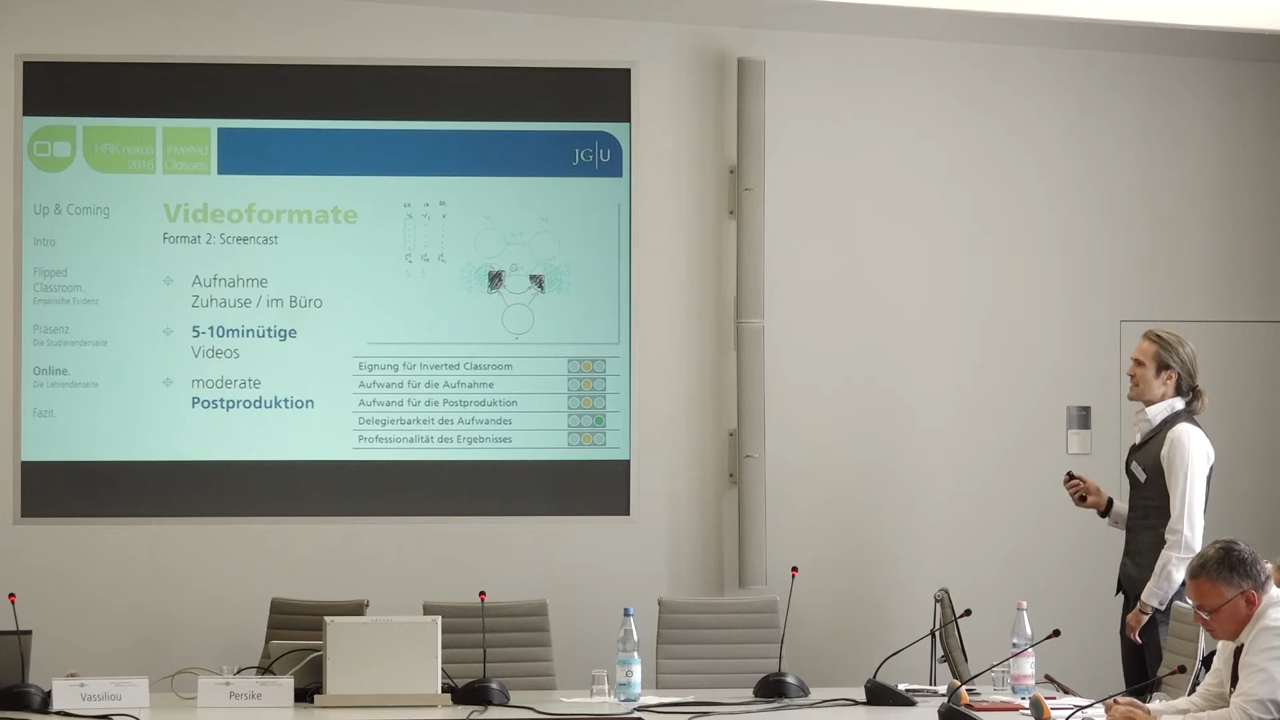 HRK nexus
2016
Inverted
Classes
JG|U
Up & Coming
Intro.
Flipped
Classroom.
Empirische Evidenz
Präsenz.
Die Studierendenseite
Online.
Die Lehrendenseite
Fazit.
Videoformate
Format 2: Screencast
Aufnahme
Zuhause / im Büro
5-10minütige
Videos
moderate
Postproduktion
Eignung für Inverted Classroom
Aufwand für die Aufnahme
Aufwand für die Postproduktion
Delegierbarkeit des Aufwandes
Professionalität des Ergebnisses
Vassiliou
Persike